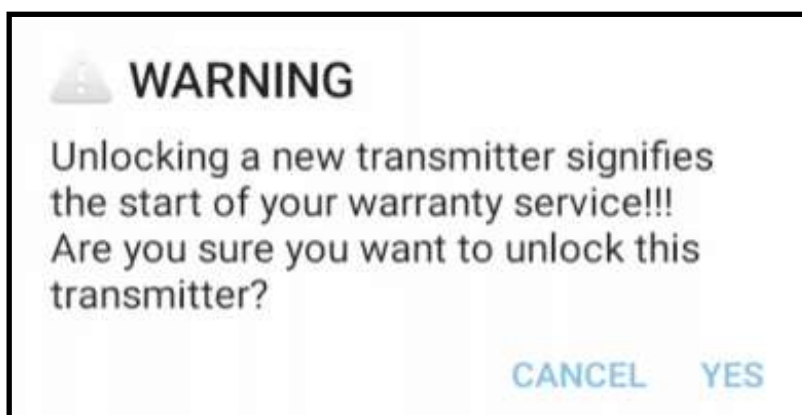 WARNING
Unlocking a new transmitter signifies
the start of your warranty service!!!
Are you sure you want to unlock this
transmitter?
CANCEL YES